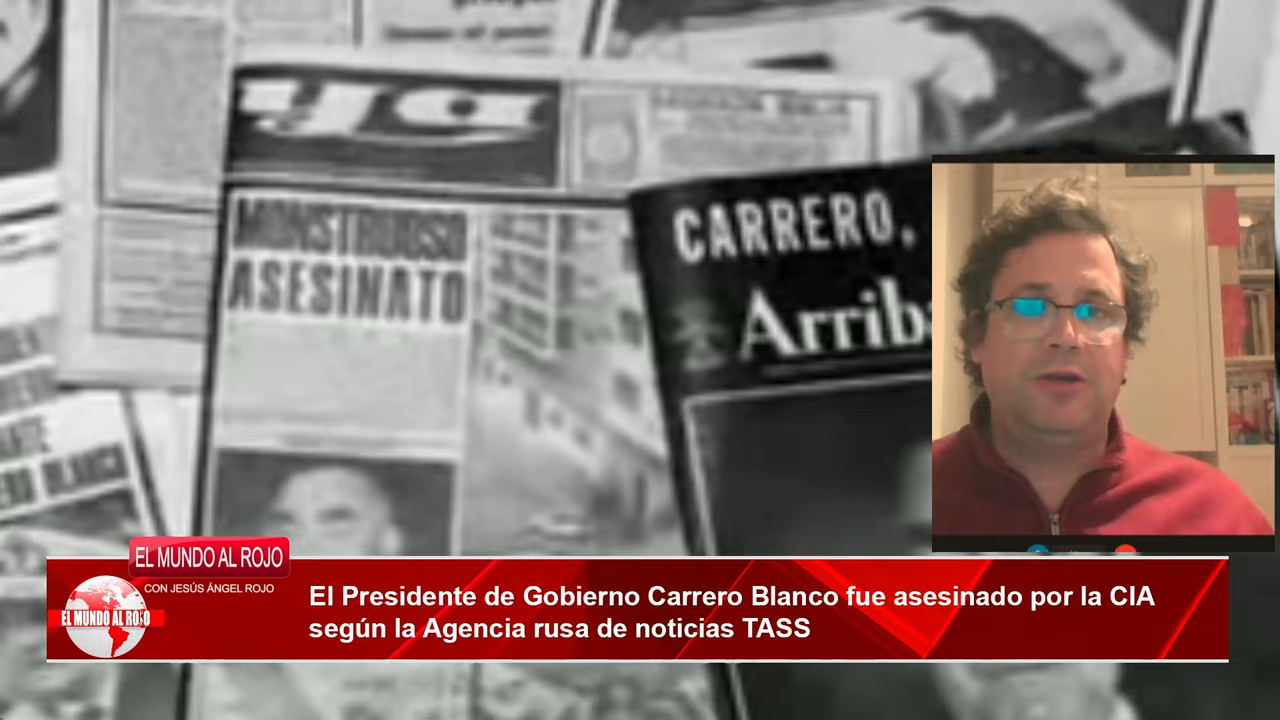 ya
MONSTRUOSO
ASESINATO
CARRERO,
Arrib
EL MUNDO AL ROJO
CON JESÚS ÁNGEL ROJO
EL MUNDO AL ROJO
El Presidente de Gobierno Carrero Blanco fue asesinado por la CIA
según la Agencia rusa de noticias TASS